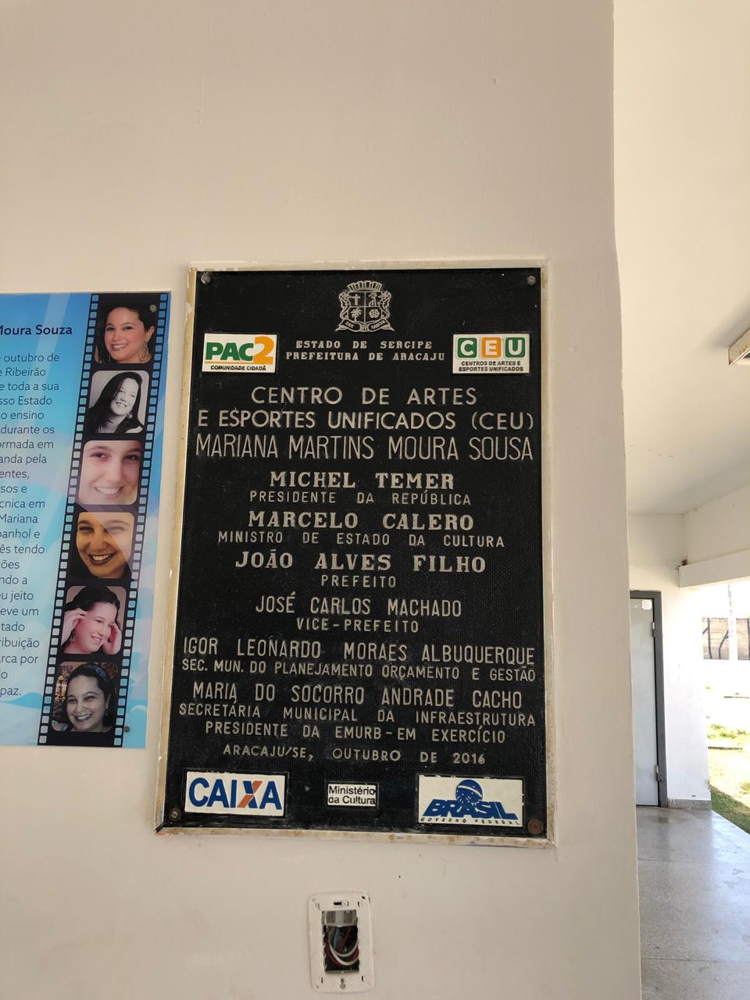 Moura Souza
outubro de
Ribeirão
e toda a sua
sso Estado
o ensino
durante os
ormada em
anda pela
entes,
sos e
cnica em
Mariana
panhol e
ês tendo
ções
ndo a
eu jeito
eve um
tado
ribuição
arca por
do
paz.
PAC2
COMUNIDADE CIDADÃ
ESTADO DE SERGIPE
PREFEITURA DE ARACAJU
CEU
CENTROS DE ARTES E
ESPORTES UNIFICADOS
CENTRO DE ARTES
E ESPORTES UNIFICADOS (CEU)
MARIANA MARTINS MOURA SOUSA
MICHEL TEMER
PRESIDENTE DA REPÚBLICA
MARCELO CALERO
MINISTRO DE ESTADO DA CULTURA
JOÃO ALVES FILHO
PREFEITO
JOSÉ CARLOS MACHADO
VICE-PREFEITO
IGOR LEONARDO MORAES ALBUQUERQUE
SEC. MUN. DO PLANEJAMENTO ORÇAMENTO E GESTÃO
MARIA DO SOCORRO ANDRADE CACHO
SECRETÁRIA MUNICIPAL DA INFRAESTRUTURA
PRESIDENTE DA EMURB-EM EXERCÍCIO
ARACAJU/SE, OUTUBRO DE 2016
CAIXA
Ministério
da Cultura
BRASIL
GOVERNO FEDERAL